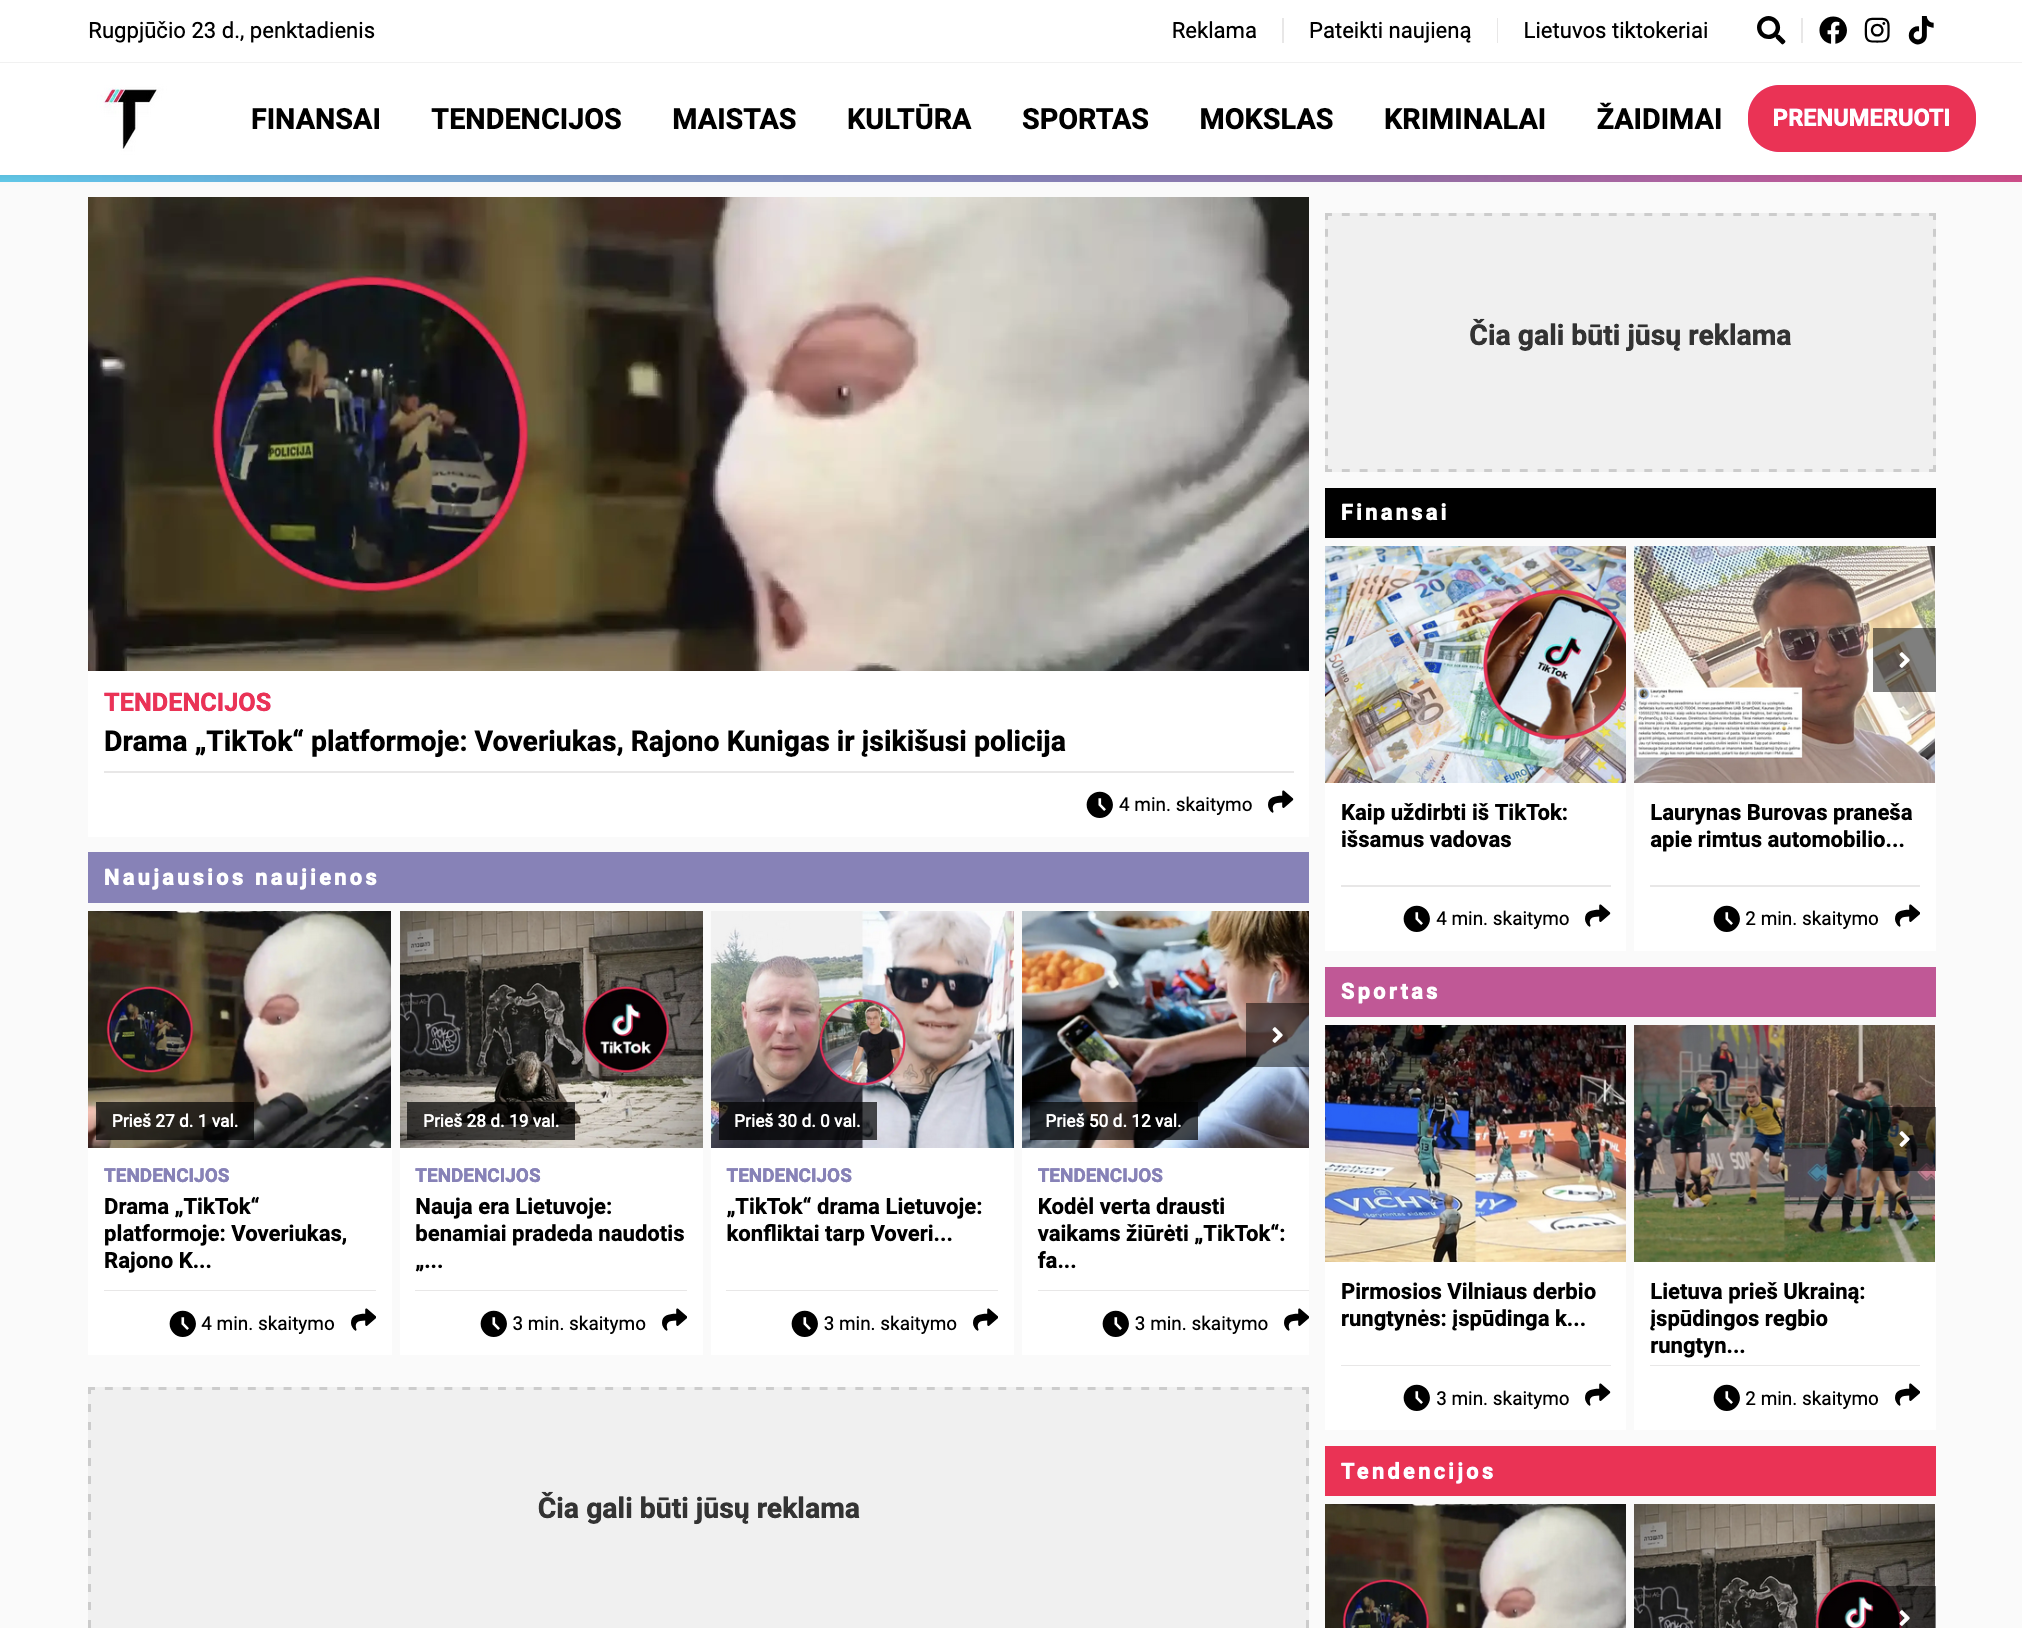 Rugpjūčio 23 d., penktadienis
Reklama
Pateikti naujieną
Lietuvos tiktokeriai
FINANSAI
TENDENCIJOS
MAISTAS
KULTŪRA
SPORTAS
MOKSLAS
KRIMINALAI
ŽAIDIMAI
PRENUMERUOTI
POLICIJA
TENDENCIJOS
Drama „TikTok“ platformoje: Voveriukas, Rajono Kunigas ir įsikišusi policija
4 min. skaitymo
Naujausios naujienos
Prieš 27 d. 1 val.
TENDENCIJOS
Drama „TikTok“
platformoje: Voveriukas,
Rajono K...
4 min. skaitymo
TikTok
Prieš 28 d. 19 val.
TENDENCIJOS
Nauja era Lietuvoje:
benamiai pradeda naudotis
„...
3 min. skaitymo
Prieš 30 d. 0 val.
TENDENCIJOS
„TikTok“ drama Lietuvoje:
konfliktai tarp Voveri...
3 min. skaitymo
Prieš 50 d. 12 val.
TENDENCIJOS
Kodėl verta drausti
vaikams žiūrėti „TikTok“:
fa...
3 min. skaitymo
Čia gali būti jūsų reklama
Čia gali būti jūsų reklama
Finansai
TikTok
Kaip uždirbti iš TikTok:
išsamus vadovas
4 min. skaitymo
Laurynas Burovas
Laurynas Burovas praneša
apie rimtus automobilio...
2 min. skaitymo
Sportas
VICHY
Pirmosios Vilniaus derbio
rungtynės: įspūdinga k...
3 min. skaitymo
Lietuva prieš Ukrainą:
įspūdingos regbio
rungtyn...
2 min. skaitymo
Tendencijos